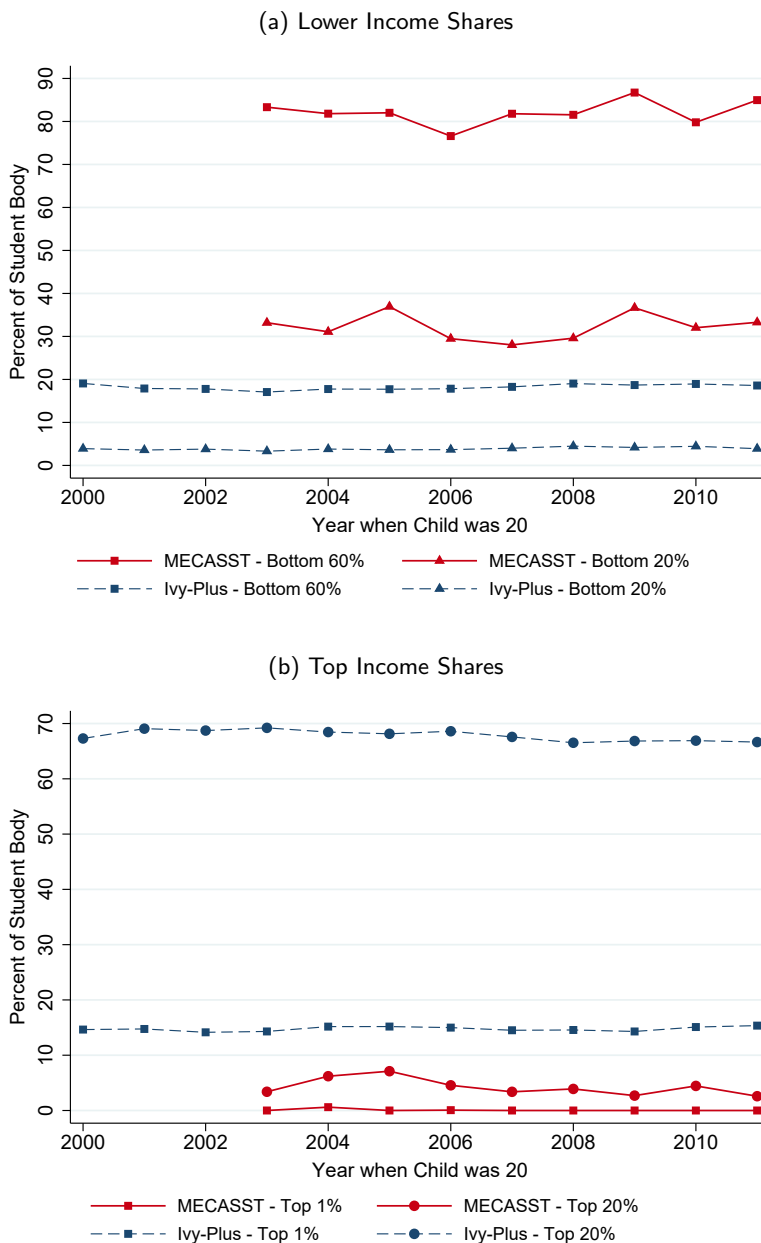 (a) Lower Income Shares
Percent of Student Body
90
80
70
60
50
40
30
20
10
0
2000 2002 2004 2006 2008 2010
Year when Child was 20
MECASST - Bottom 60% MECASST - Bottom 20%
Ivy-Plus - Bottom 60% Ivy-Plus - Bottom 20%
(b) Top Income Shares
Percent of Student Body
70
60
50
40
30
20
10
0
2000 2002 2004 2006 2008 2010
Year when Child was 20
MECASST - Top 1% MECASST - Top 20%
Ivy-Plus - Top 1% Ivy-Plus - Top 20%